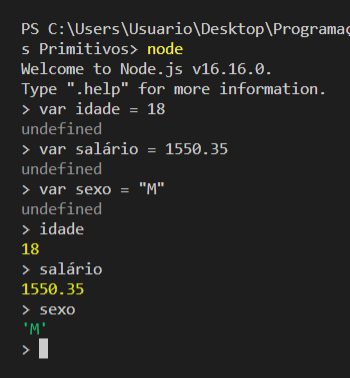 PS C:\Users\Usuario\Desktop\Programaç
s Primitivos> node
Welcome to Node.js v16.16.0.
Type ".help" for more information.
> var idade = 18
undefined
> var salário = 1550.35
undefined
> var sexo = "M"
undefined
> idade
18
> salário
1550.35
> sexo
'M'
>